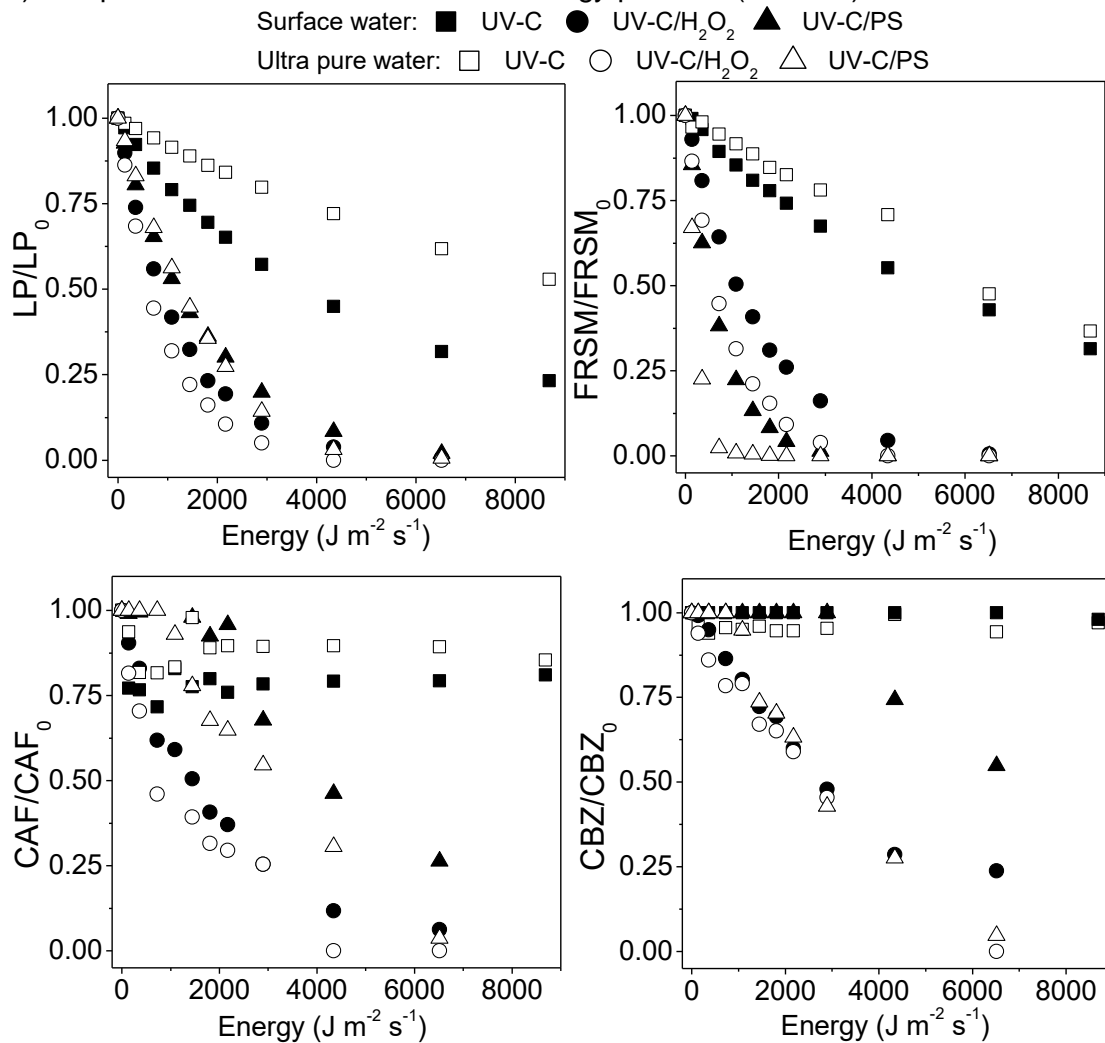 Surface water: ■ UV-C ● UV-C/H₂O₂ ▲ UV-C/PS
Ultra pure water: □ UV-C ○ UV-C/H₂O₂ △ UV-C/PS
LP/LP₀
1.00
0.75
0.50
0.25
0.00
0 2000 4000 6000 8000
Energy (J m⁻² s⁻¹)
FRSM/FRSM₀
1.00
0.75
0.50
0.25
0.00
0 2000 4000 6000 8000
Energy (J m⁻² s⁻¹)
CAF/CAF₀
1.00
0.75
0.50
0.25
0.00
0 2000 4000 6000 8000
Energy (J m⁻² s⁻¹)
CBZ/CBZ₀
1.00
0.75
0.50
0.25
0.00
0 2000 4000 6000 8000
Energy (J m⁻² s⁻¹)